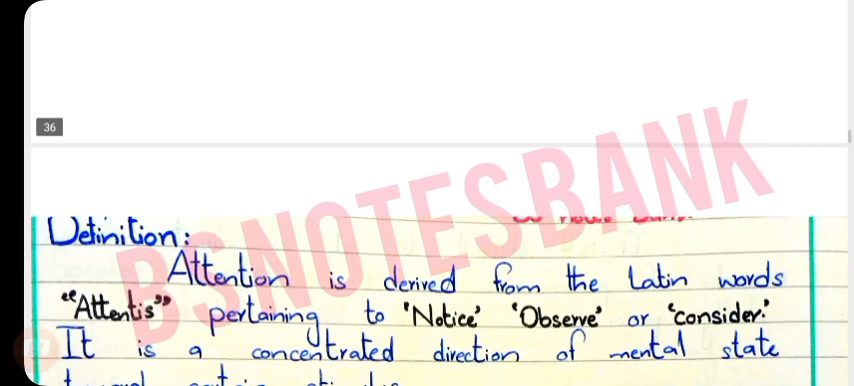 36
BSNOTESBANK
Definition:
Attention is derived from the Latin words
"Attentis" pertaining to 'Notice' 'Observe' or 'consider.'
It is a concentrated direction of mental state